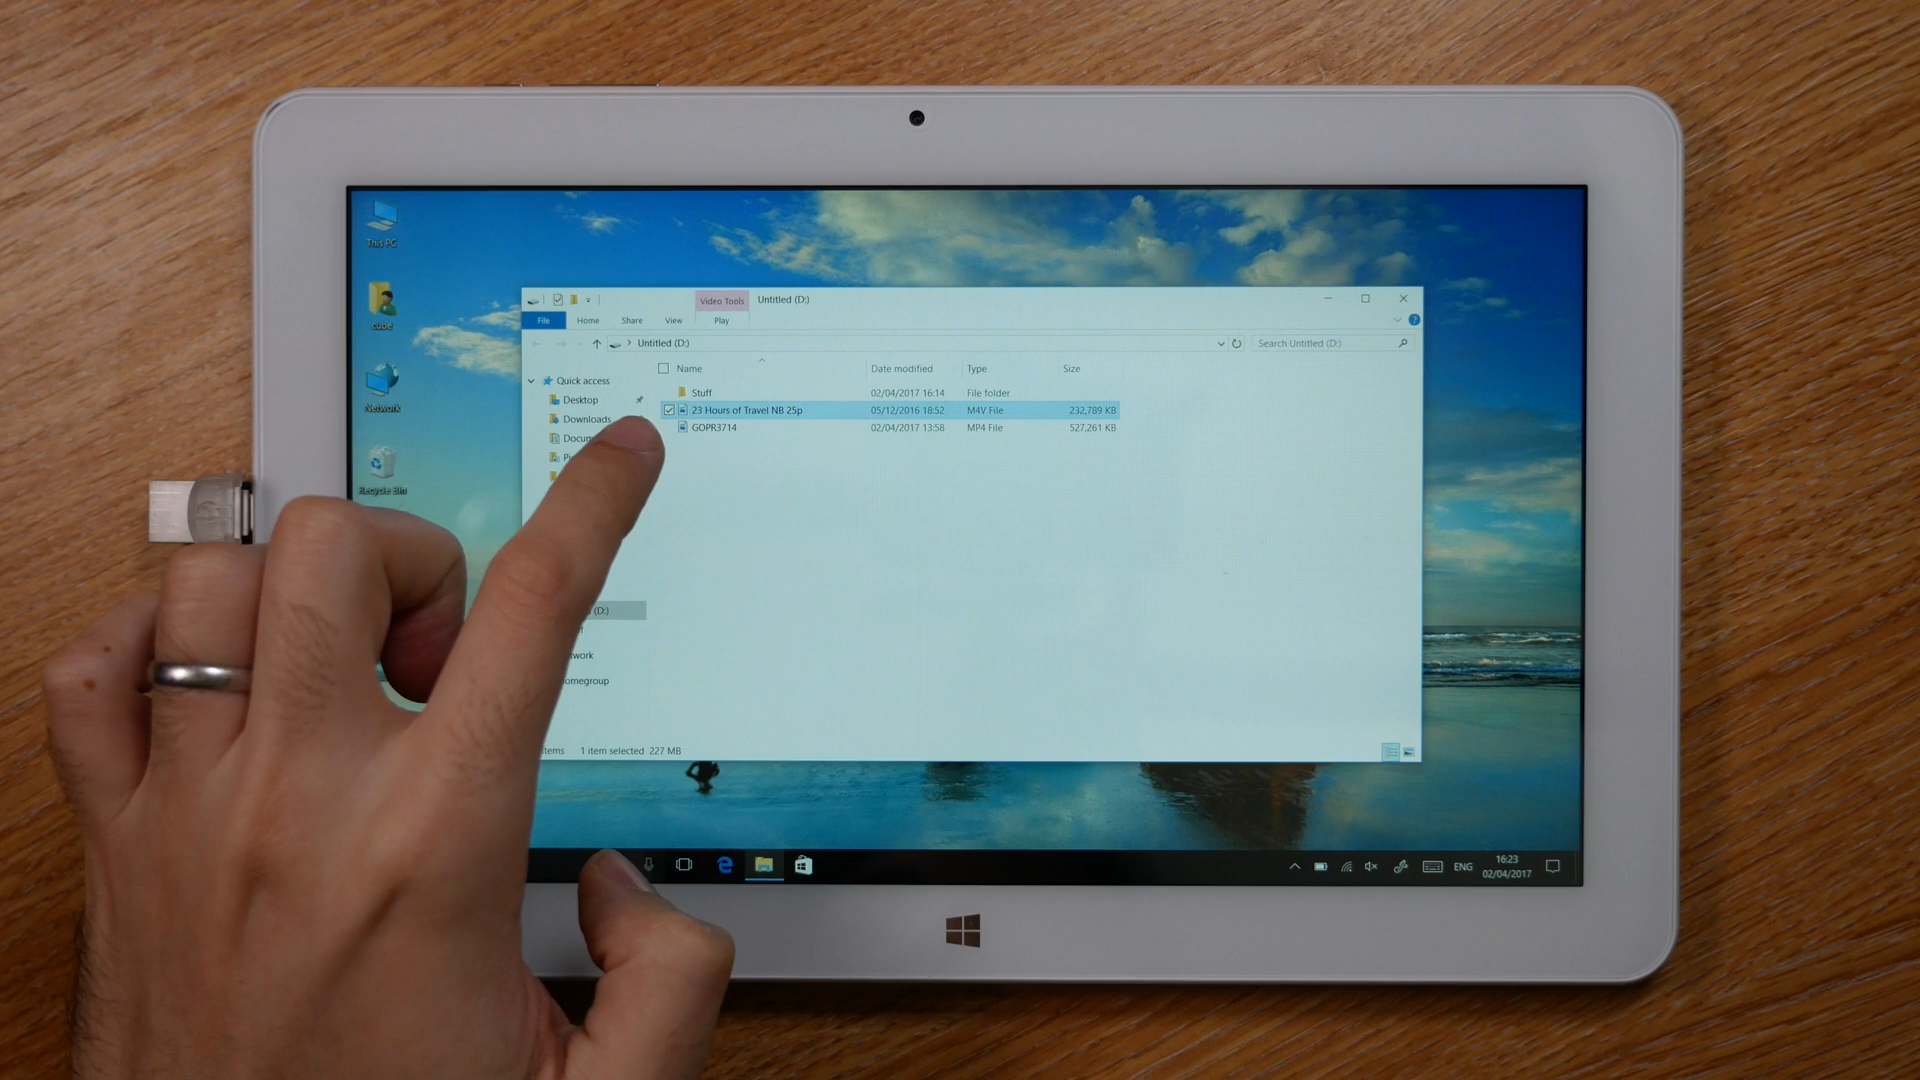 This PC
cube
Network
Recycle Bin
Video Tools
Untitled (D:)
File
Home
Share
View
Play
Untitled (D:)
Search Untitled (D:)
Quick access
Desktop
Downloads
Name
Date modified
Type
Size
Stuff
02/04/2017 16:14
File folder
23 Hours of Travel NB 25p
05/12/2016 18:52
M4V File
232,789 KB
GOPR3714
02/04/2017 13:58
MP4 File
527,261 KB
(D:)
1 item selected 227 MB
ENG
16:23
02/04/2017